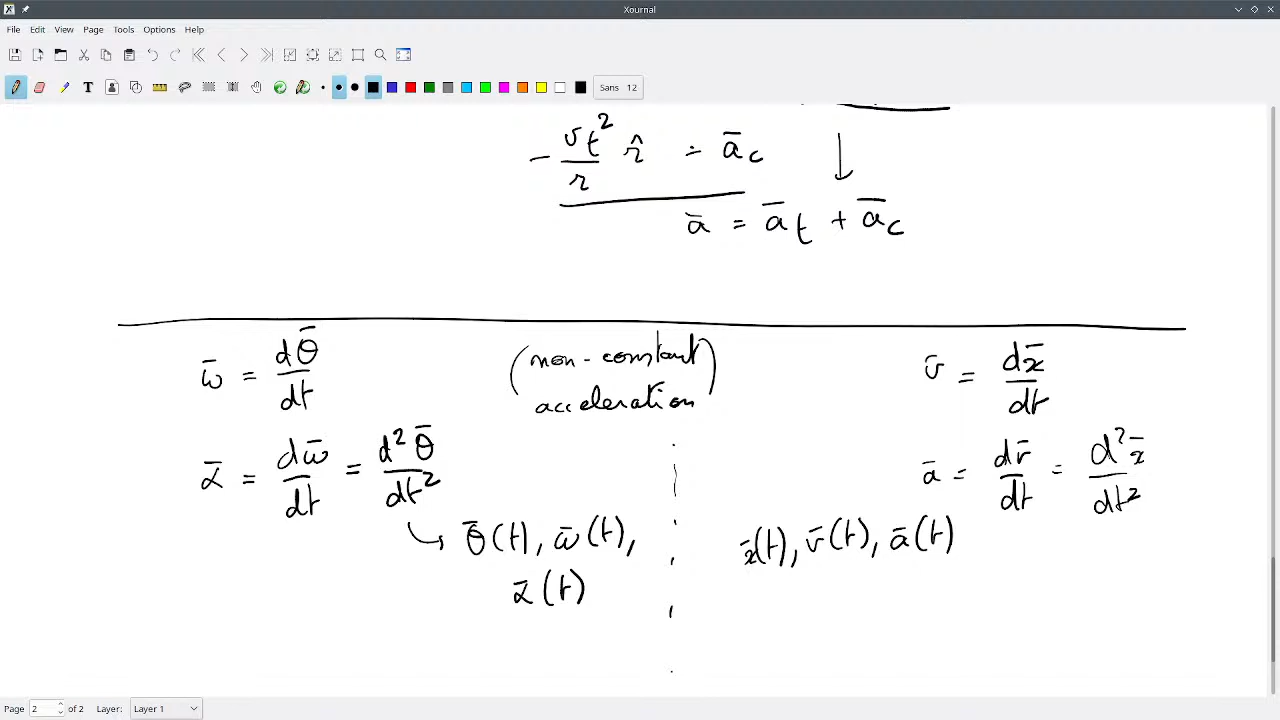 Xournal
File Edit View Page Tools Options Help
Sans 12
- vt²/r r̂ = āc ↓
ā = āt + āc
ω̄ = dθ̄/dt (non-constant acceleration) v̄ = dx̄/dt
ᾱ = dω̄/dt = d²θ̄/dt² ā = dv̄/dt = d²x̄/dt²
↳ θ̄(t), ω̄(t), x̄(t), v̄(t), ā(t)
ᾱ(t)
Page 2 of 2 Layer: Layer 1